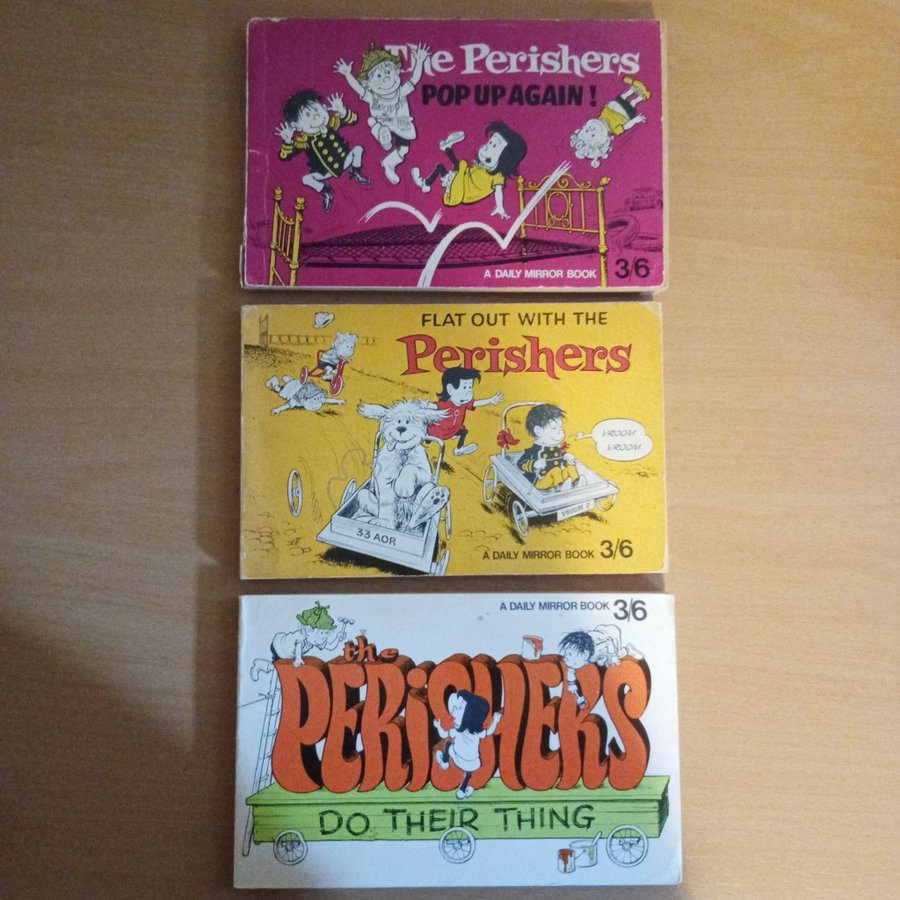 The Perishers
POP UP AGAIN!
A DAILY MIRROR BOOK 3/6
FLAT OUT WITH THE
Perishers
VROOM
VROOM
VROOM 2
33 AOR
A DAILY MIRROR BOOK 3/6
A DAILY MIRROR BOOK 3/6
the
PERiSHERS
DO THEIR THING